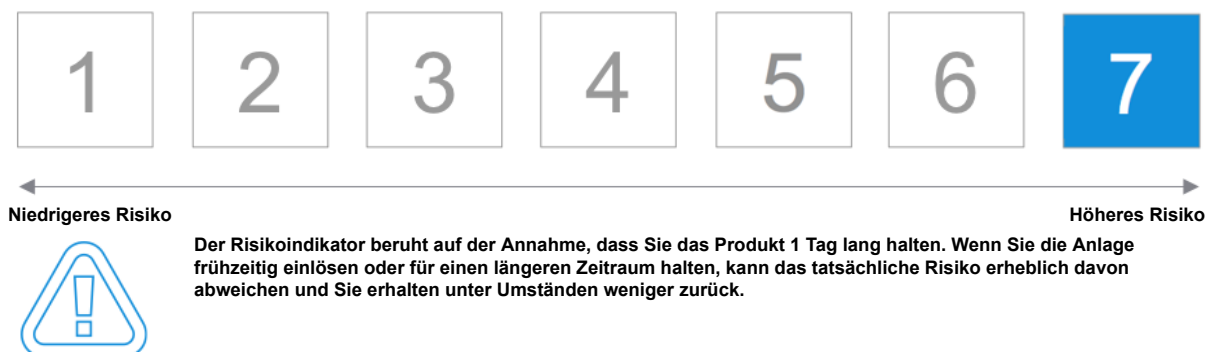 1 2 3 4 5 6 7
Niedrigeres Risiko Höheres Risiko
Der Risikoindikator beruht auf der Annahme, dass Sie das Produkt 1 Tag lang halten. Wenn Sie die Anlage
frühzeitig einlösen oder für einen längeren Zeitraum halten, kann das tatsächliche Risiko erheblich davon
abweichen und Sie erhalten unter Umständen weniger zurück.